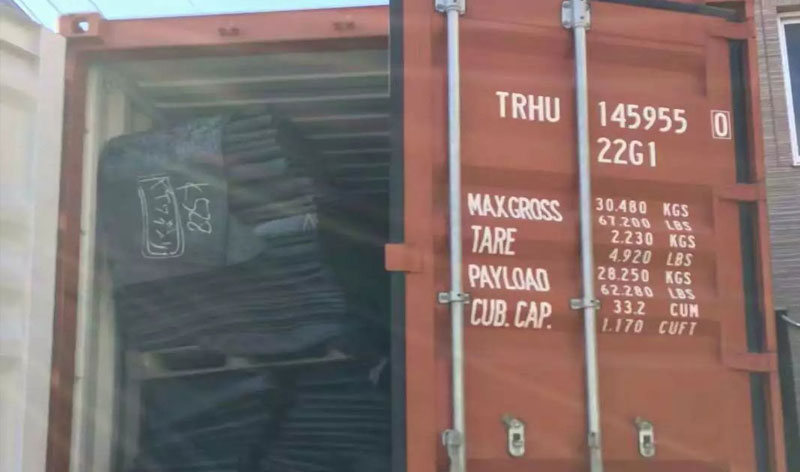 TRHU 145955 0
22G1
MAX.GROSS 30.480 KGS
67.200 LBS
TARE 2.230 KGS
4.920 LBS
PAYLOAD 28.250 KGS
62.280 LBS
CUB. CAP. 33.2 CUM
1.170 CUFT